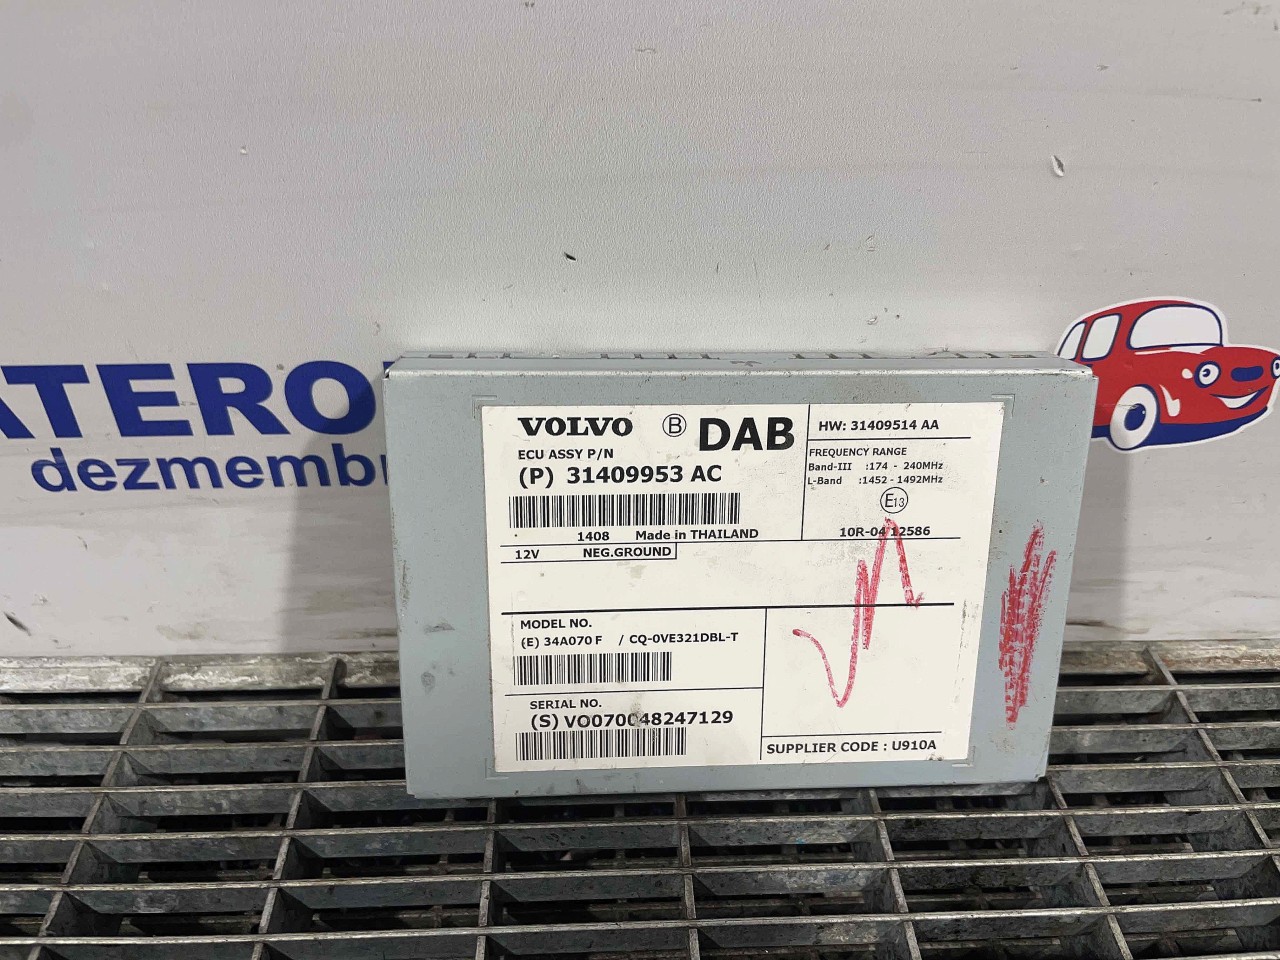 VOLVO B DAB
ECU ASSY P/N
(P) 31409953 AC
1408 Made in THAILAND
12V NEG.GROUND
HW: 31409514 AA
FREQUENCY RANGE
Band-III :174 - 240MHz
L-Band :1452 - 1492MHz
E13
10R-04 12586
MODEL NO.
(E) 34A070 F / CQ-0VE321DBL-T
SERIAL NO.
(S) VO070048247129
SUPPLIER CODE : U910A